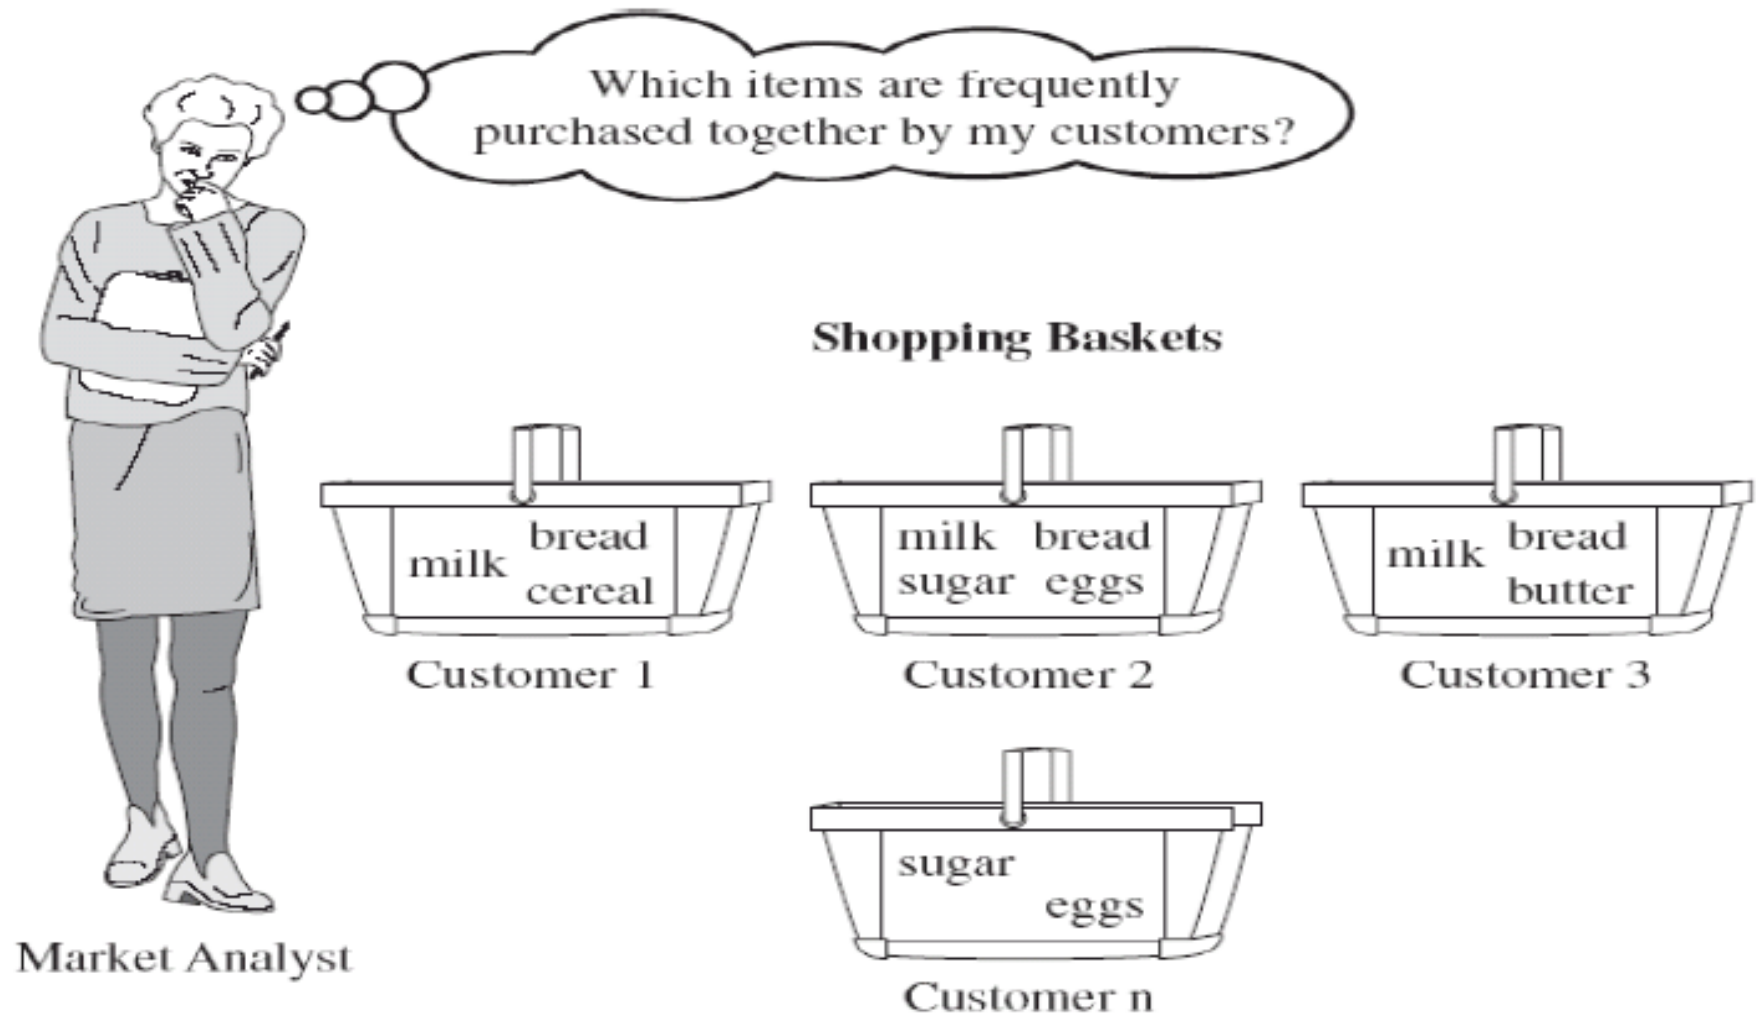 Which items are frequently
purchased together by my customers?
Shopping Baskets
milk bread
cereal
Customer 1
milk bread
sugar eggs
Customer 2
milk bread
butter
Customer 3
sugar
eggs
Customer n
Market Analyst